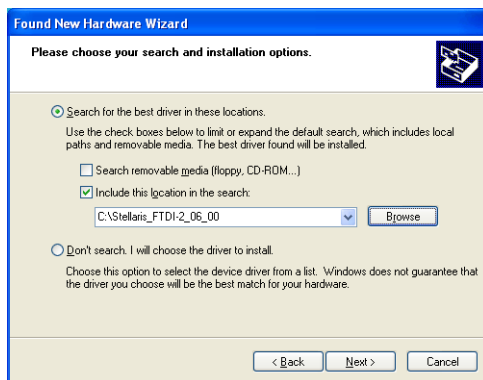 Found New Hardware Wizard
Please choose your search and installation options.
Search for the best driver in these locations.
Use the check boxes below to limit or expand the default search, which includes local
paths and removable media. The best driver found will be installed.
Search removable media (floppy, CD-ROM...)
Include this location in the search:
C:\Stellaris_FTDI-2_06_00
Browse
Don't search. I will choose the driver to install.
Choose this option to select the device driver from a list. Windows does not guarantee that
the driver you choose will be the best match for your hardware.
< Back Next > Cancel